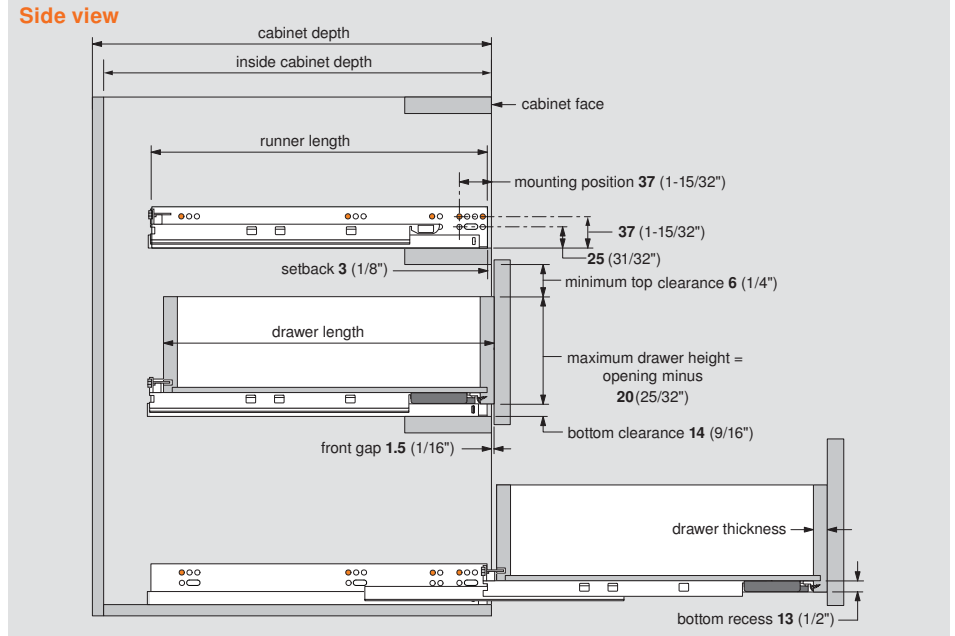 Side view
cabinet depth
inside cabinet depth
cabinet face
runner length
mounting position 37 (1-15/32")
37 (1-15/32")
25 (31/32")
setback 3 (1/8")
minimum top clearance 6 (1/4")
drawer length
maximum drawer height =
opening minus
20 (25/32")
bottom clearance 14 (9/16")
front gap 1.5 (1/16")
drawer thickness
bottom recess 13 (1/2")